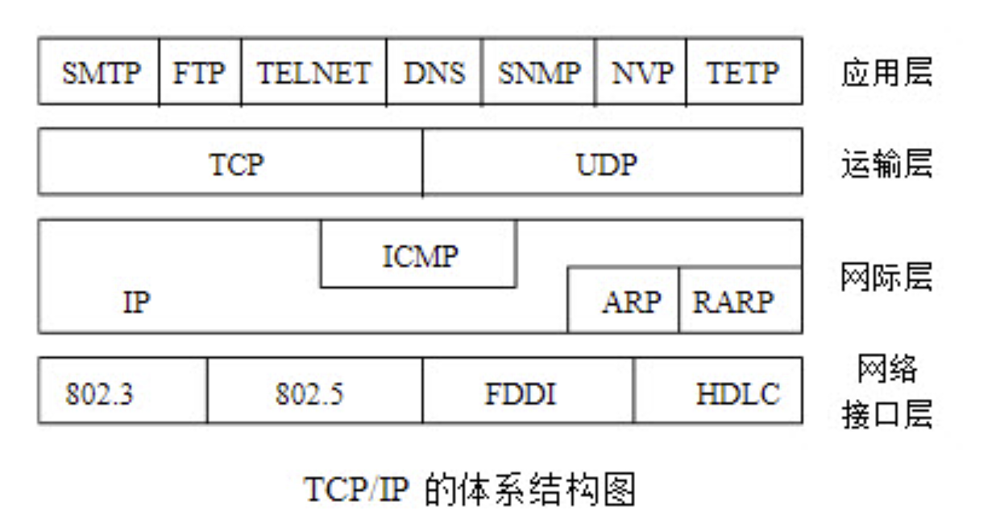 SMTP FTP TELNET DNS SNMP NVP TETP 应用层
TCP UDP 运输层
ICMP
IP ARP RARP 网际层
802.3 802.5 FDDI HDLC 网络
接口层
TCP/IP 的体系结构图